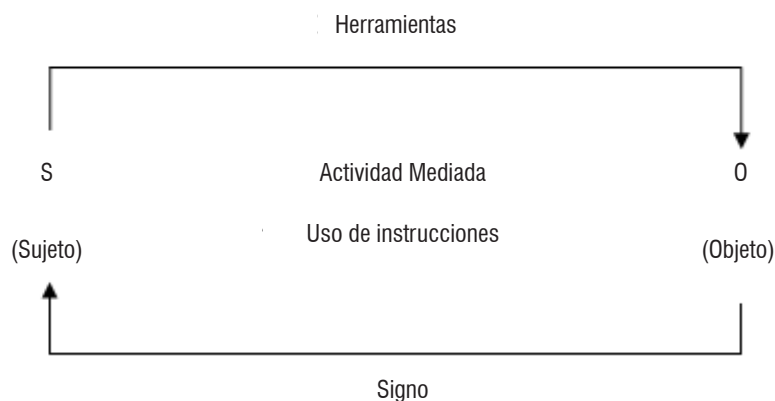 Herramientas
S Actividad Mediada O
Uso de instrucciones
(Sujeto) (Objeto)
Signo